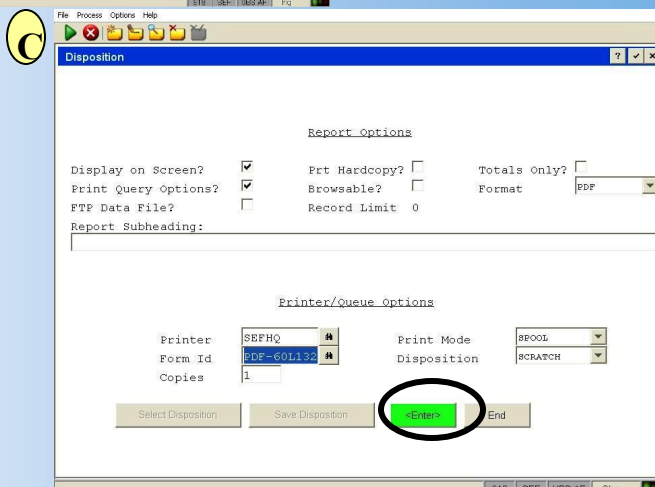 File Process Options Help
C
Disposition
Report Options
Display on Screen? Prt Hardcopy? Totals Only?
Print Query Options? Browsable? Format PDF
FTP Data File? Record Limit 0
Report Subheading:
Printer/Queue Options
Printer SEFHQ Print Mode SPOOL
Form Id PDF-60L132 Disposition SCRATCH
Copies 1
Select Disposition Save Disposition <Enter> End